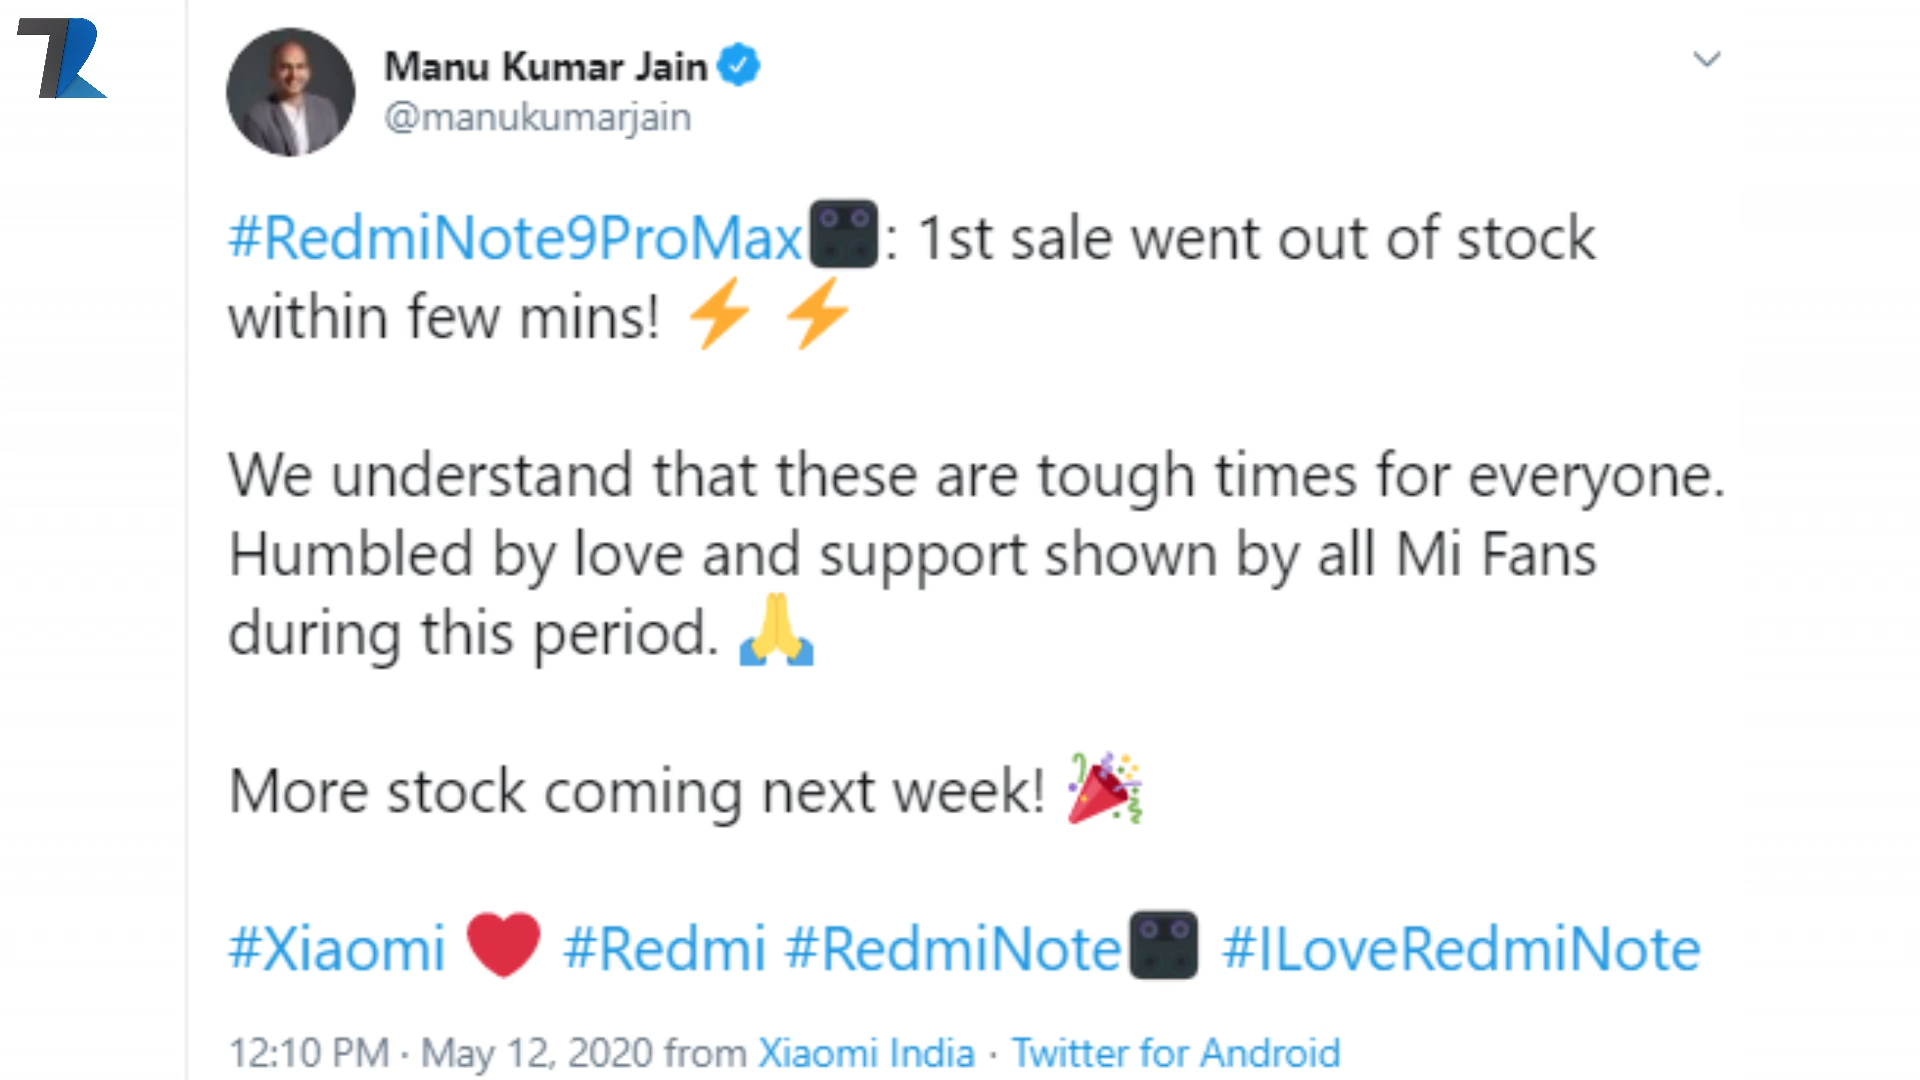 Manu Kumar Jain
@manukumarjain
#RedmiNote9ProMax: 1st sale went out of stock
within few mins! ⚡ ⚡
We understand that these are tough times for everyone.
Humbled by love and support shown by all Mi Fans
during this period. 🙏
More stock coming next week! 🎉
#Xiaomi ❤️ #Redmi #RedmiNote #ILoveRedmiNote
12:10 PM · May 12, 2020 from Xiaomi India · Twitter for Android